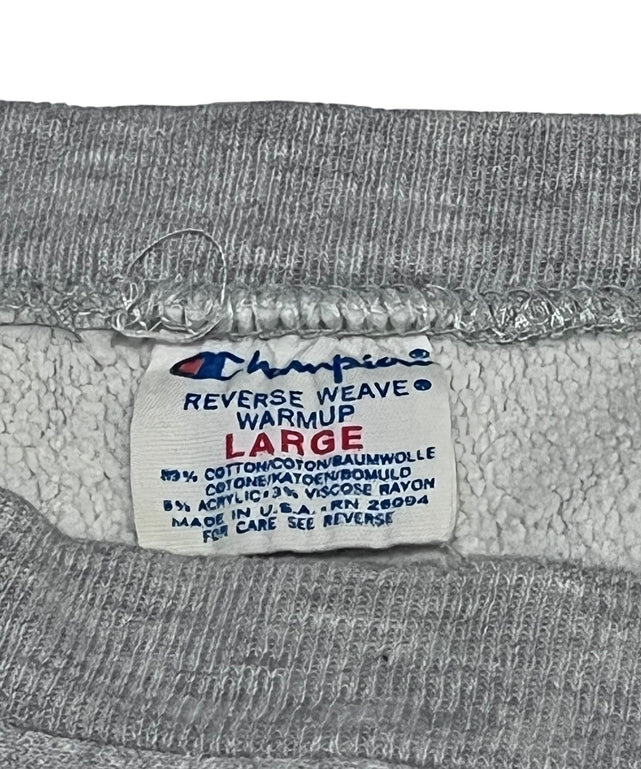 Champion®
REVERSE WEAVE®
WARMUP
LARGE
COTTON/COTON/BAUMWOLLE
COTONE/KATOEN/BOMULD
ACRYLIC•3% VISCOSE RAYON
MADE IN U.S.A.•RN 26094
FOR CARE SEE REVERSE